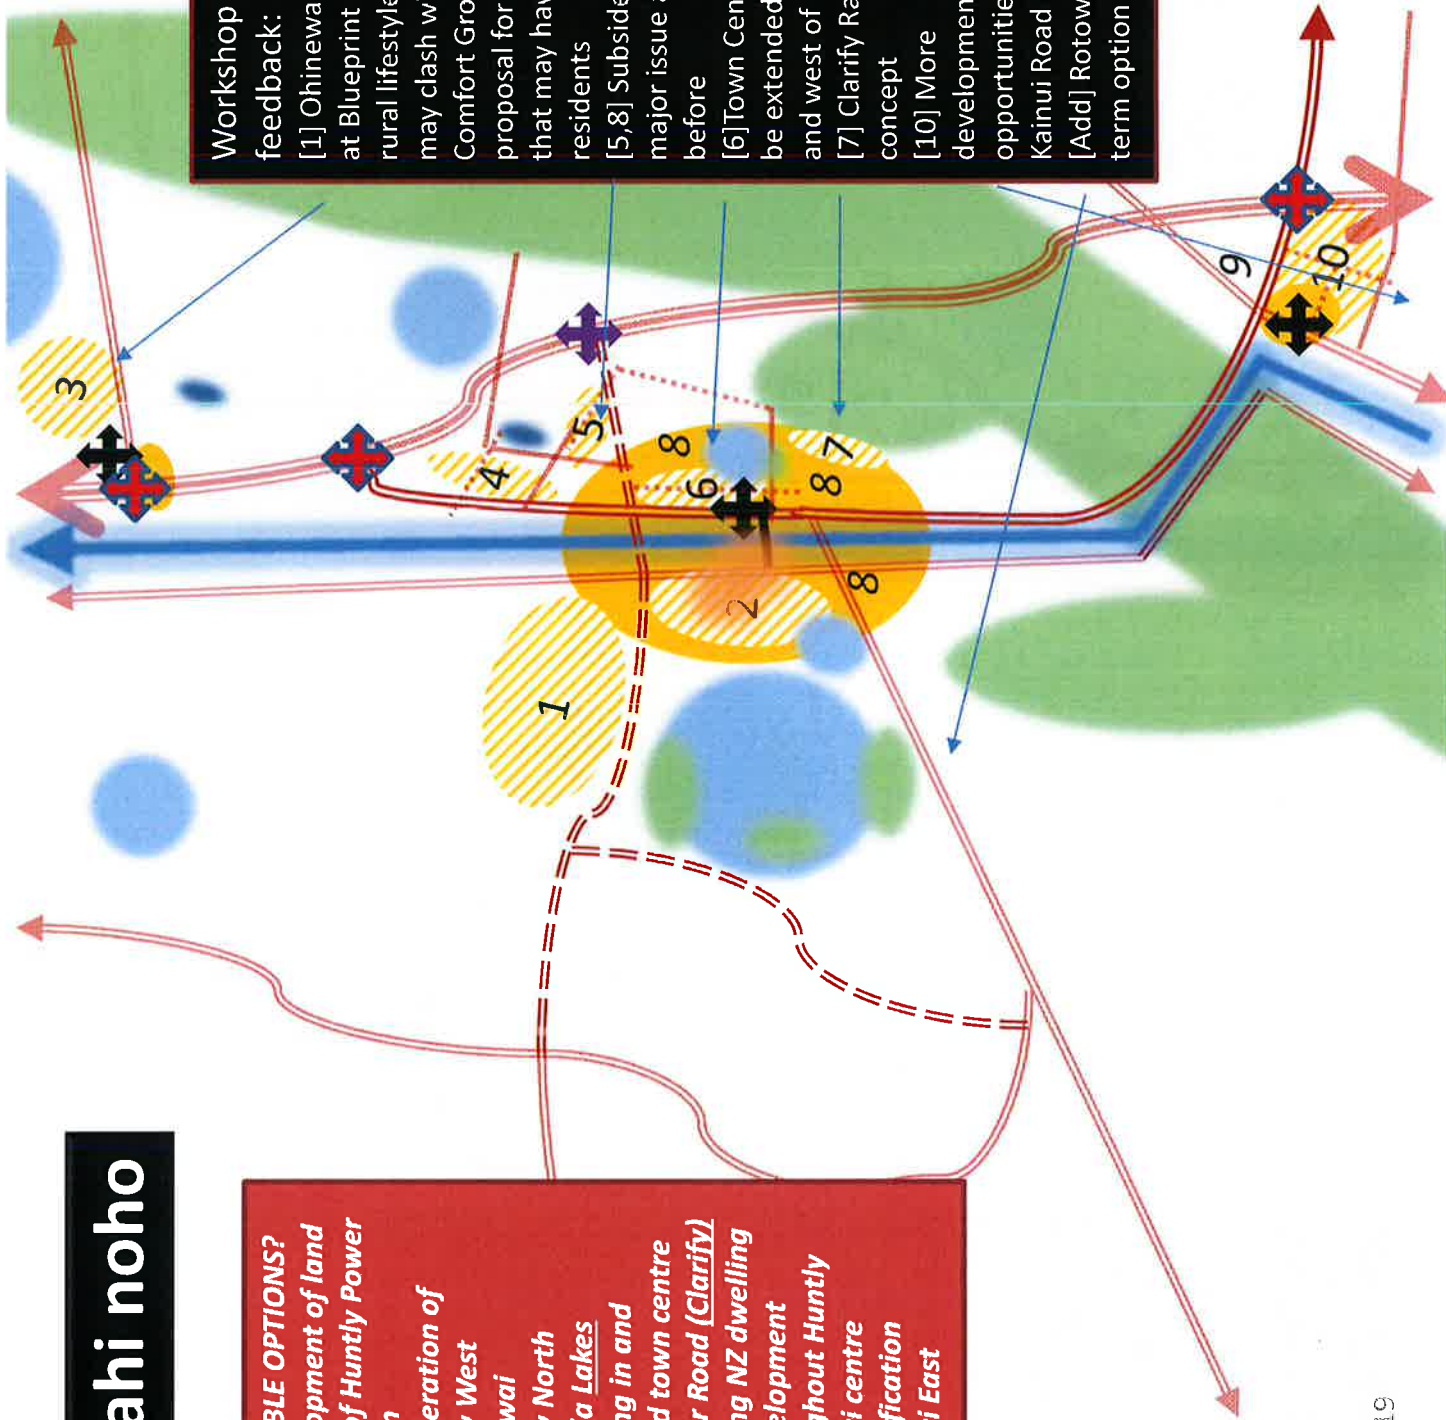 ahi noho
BLE OPTIONS?
opment of land
of Huntly Power
n
eration of
y West
wai
y North
a Lakes
ng in and
d town centre
r Road (Clarify)
ng NZ dwelling
elopment
ghout Huntly
i centre
fication
i East
Workshop
feedback:
[1] Ohinewa
at Blueprint
rural lifestyle
may clash w
Comfort Gro
proposal for
that may hav
residents
[5,8] Subside
major issue
before
[6]Town Cen
be extended
and west of
[7] Clarify Ra
concept
[10] More
developmen
opportunitie
Kainui Road
[Add] Rotow
term option
1
2
3
4
5
6
7
8
8
8
9
10
19